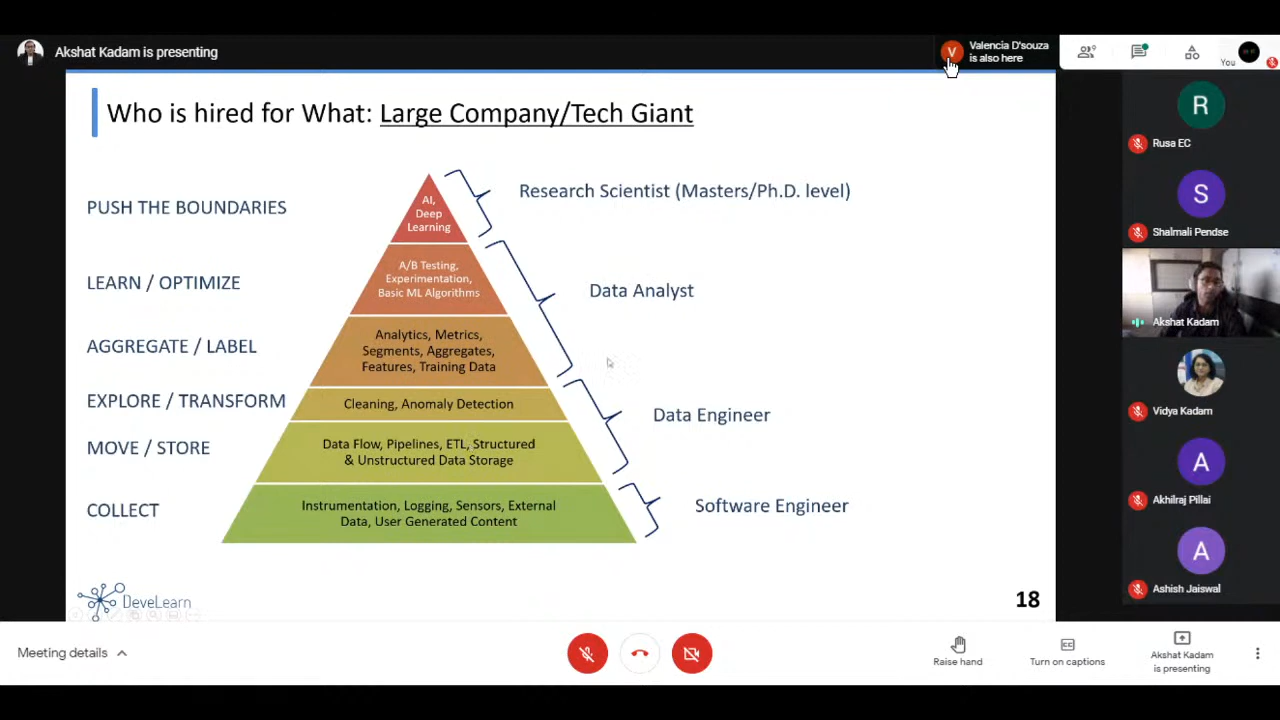 Akshat Kadam is presenting
V
Valencia D'souza
is also here
You
Who is hired for What: Large Company/Tech Giant
PUSH THE BOUNDARIES
AI,
Deep
Learning
Research Scientist (Masters/Ph.D. level)
LEARN / OPTIMIZE
A/B Testing,
Experimentation,
Basic ML Algorithms
Data Analyst
AGGREGATE / LABEL
Analytics, Metrics,
Segments, Aggregates,
Features, Training Data
EXPLORE / TRANSFORM
Cleaning, Anomaly Detection
Data Engineer
MOVE / STORE
Data Flow, Pipelines, ETL, Structured
& Unstructured Data Storage
COLLECT
Instrumentation, Logging, Sensors, External
Data, User Generated Content
Software Engineer
DeveLearn
18
R
Rusa EC
S
Shalmali Pendse
Akshat Kadam
Vidya Kadam
A
Akhilraj Pillai
A
Ashish Jaiswal
Meeting details
Raise hand
Turn on captions
Akshat Kadam
is presenting